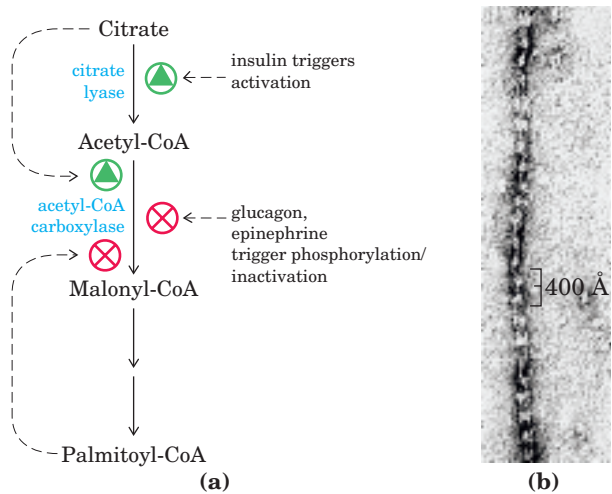 Citrate
citrate
lyase
insulin triggers
activation
Acetyl-CoA
acetyl-CoA
carboxylase
glucagon,
epinephrine
trigger phosphorylation/
inactivation
Malonyl-CoA
400 Å
Palmitoyl-CoA
(a)
(b)